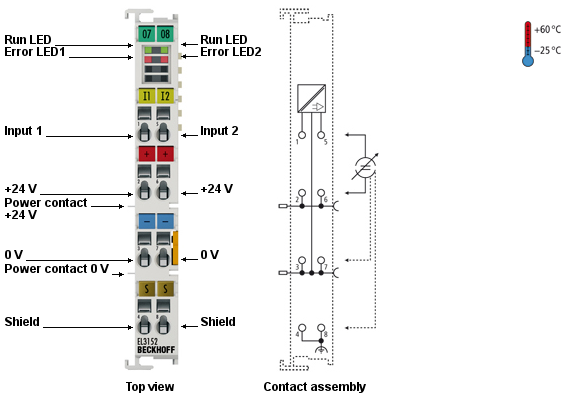 07 08
Run LED
Run LED
Error LED1
Error LED2
I1 I2
Input 1
Input 2
+ +
+24 V
+24 V
Power contact
+24 V
− −
0 V
0 V
Power contact 0 V
S S
Shield
Shield
EL3152
BECKHOFF
Top view
1 5
2 6
3 7
4 8
Contact assembly
+60°C
−25°C